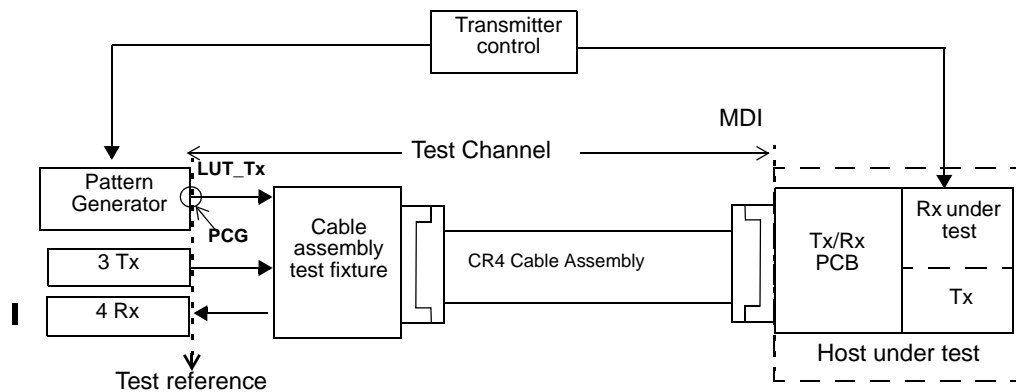 Transmitter
control
MDI
Test Channel
LUT_Tx
Pattern
Generator
PCG
Cable
assembly
test fixture
CR4 Cable Assembly
Tx/Rx
PCB
Rx under
test
Tx
3 Tx
4 Rx
Host under test
Test reference